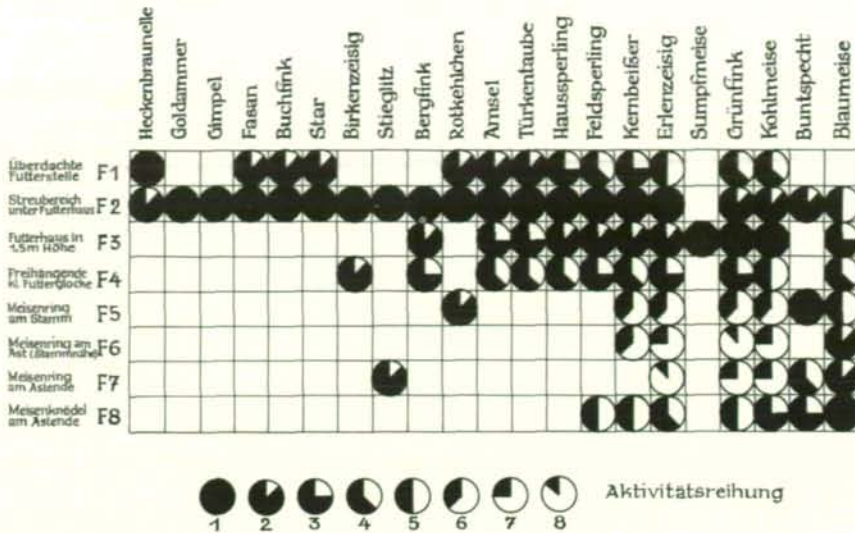 Heckenbraunelle
Goldammer
Gimpel
Fasan
Buchfink
Star
Birkenzeisig
Stieglitz
Bergfink
Rotkehlchen
Amsel
Türkentaube
Haussperling
Feldsperling
Kernbeißer
Erlenzeisig
Sumpfmeise
Grünfink
Kohlmeise
Buntspecht
Blaumeise
Überdachte
Futterstelle F1
Streubereich
unter Futterhaus F2
Futterhaus in
1,5m Höhe F3
Freihängende
kl. Futterglocke F4
Meisenring
am Stamm F5
Meisenring am
Ast (Stammnähe) F6
Meisenring
am Astende F7
Meisenknödel
am Astende F8
1 2 3 4 5 6 7 8 Aktivitätsreihung